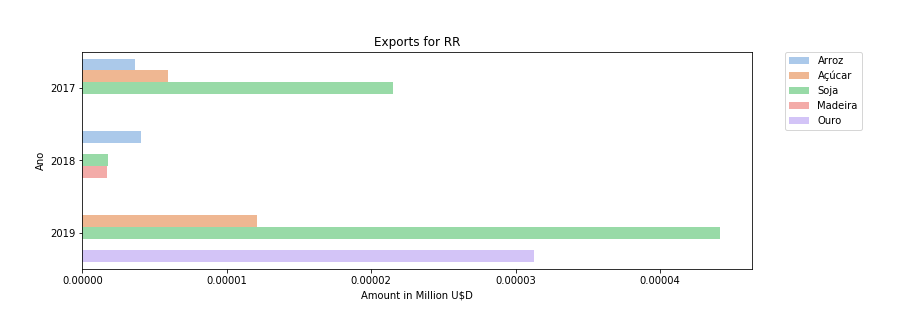 Exports for RR
Arroz
Açúcar
Soja
Madeira
Ouro
Ano
2017
2018
2019
0.00000
0.00001
0.00002
0.00003
0.00004
Amount in Million U$D